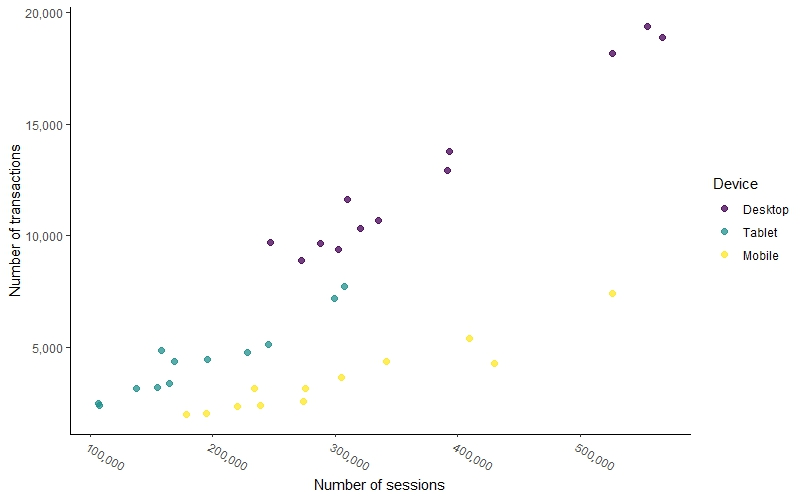 20,000
15,000
10,000
5,000
Number of transactions
100,000
200,000
300,000
400,000
500,000
Number of sessions
Device
Desktop
Tablet
Mobile